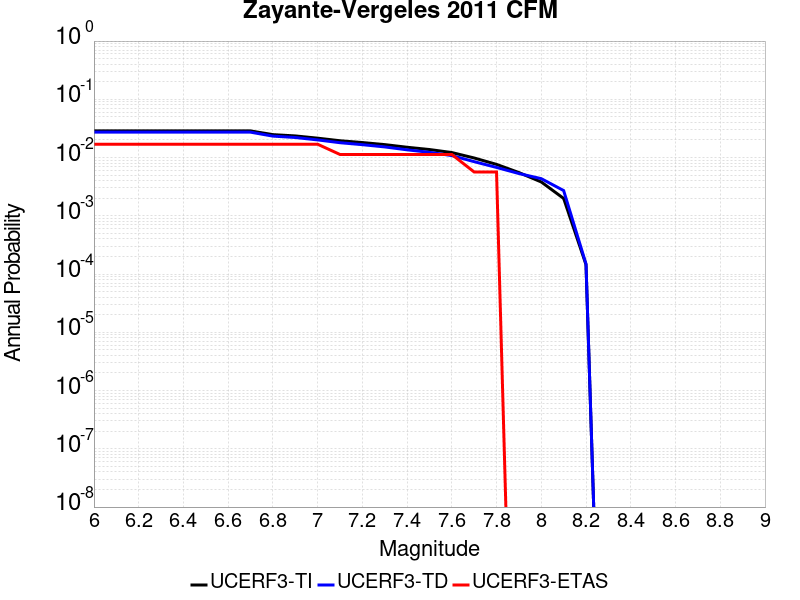 Zayante-Vergeles 2011 CFM
10^0
10^-1
10^-2
10^-3
10^-4
10^-5
10^-6
10^-7
10^-8
Annual Probability
6 6.2 6.4 6.6 6.8 7 7.2 7.4 7.6 7.8 8 8.2 8.4 8.6 8.8 9
Magnitude
UCERF3-TI UCERF3-TD UCERF3-ETAS